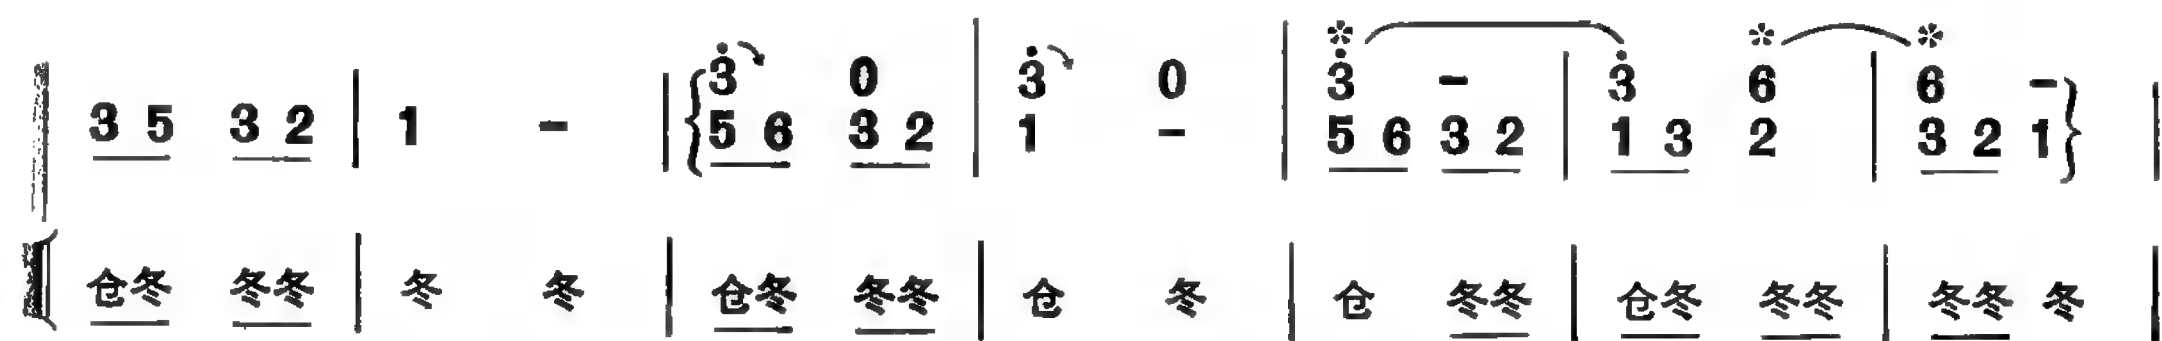 3 5 3 2 | 1 - | 3 0 | 3 0 | 3 - | 3 6 | 6 - |
5 6 3 2 | 1 - | 5 6 3 2 | 1 3 2 | 3 2 1 |
仓冬 冬冬 | 冬 冬 | 仓冬 冬冬 | 仓 冬 | 仓 冬冬 | 仓冬 冬冬 | 冬冬 冬 |